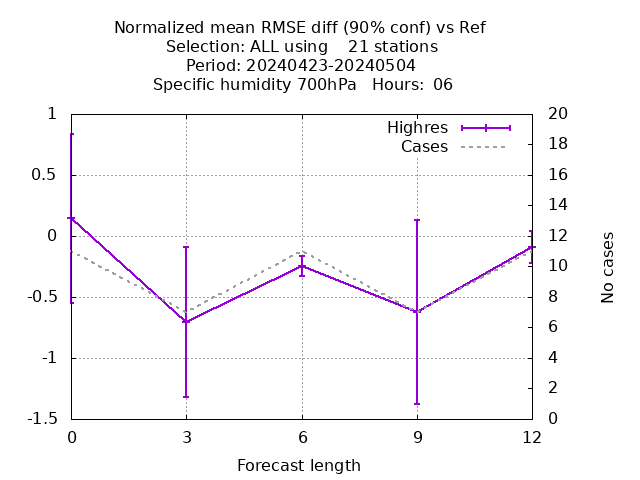 Normalized mean RMSE diff (90% conf) vs Ref
Selection: ALL using    21 stations
Period: 20240423-20240504
Specific humidity 700hPa   Hours:  06
1
0.5
0
-0.5
-1
-1.5
Highres
Cases
20
18
16
14
12
10
8
6
4
2
0
No cases
0
3
6
9
12
Forecast length